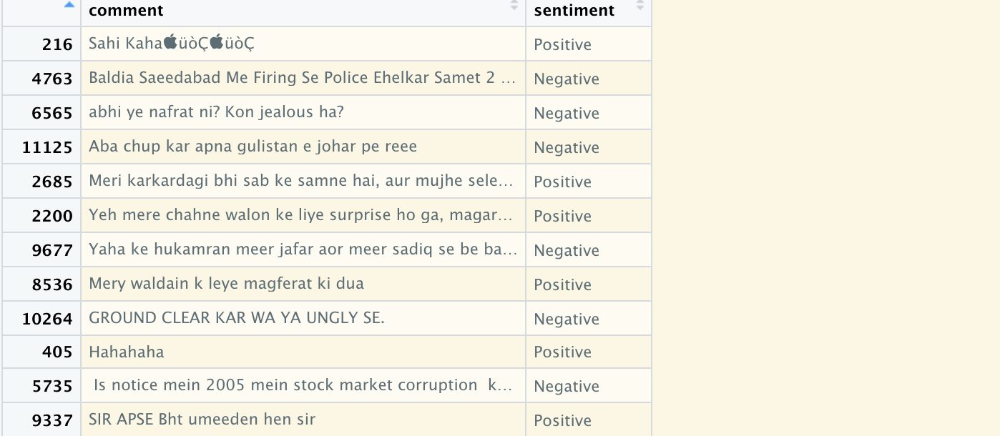 comment sentiment
216 Sahi Kahaüòǂüòǂ Positive
4763 Baldia Saeedabad Me Firing Se Police Ehelkar Samet 2 ... Negative
6565 abhi ye nafrat ni? Kon jealous ha? Negative
11125 Aba chup kar apna gulistan e johar pe reee Negative
2685 Meri karkardagi bhi sab ke samne hai, aur mujhe sele... Positive
2200 Yeh mere chahne walon ke liye surprise ho ga, magar... Positive
9677 Yaha ke hukamran meer jafar aor meer sadiq se be ba... Negative
8536 Mery waldain k leye magferat ki dua Positive
10264 GROUND CLEAR KAR WA YA UNGLY SE. Negative
405 Hahahaha Positive
5735 Is notice mein 2005 mein stock market corruption k... Negative
9337 SIR APSE Bht umeeden hen sir Positive